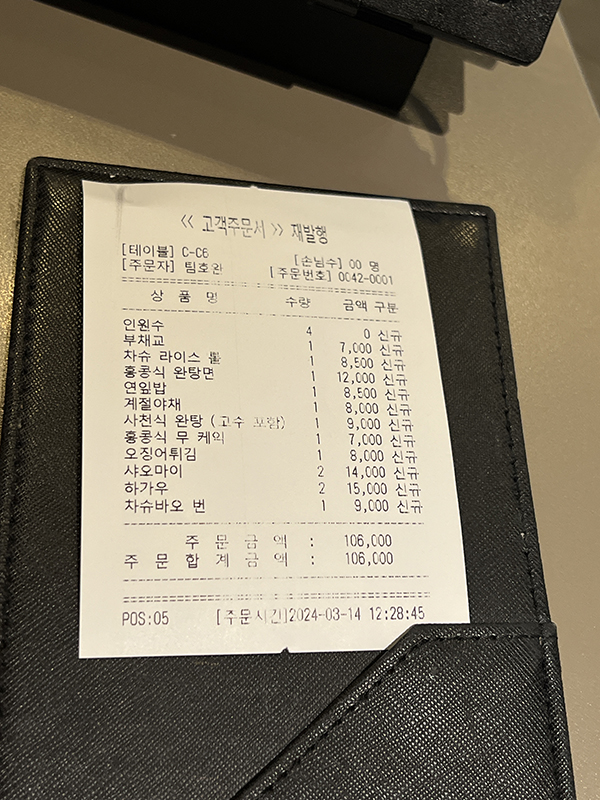 << 고객주문서 >> 재발행
[테이블] C-C6 [손님수] 00 명
[주문자] 팀호완 [주문번호] 0042-0001
상 품 명 수량 금액 구분
인원수 4 0 신규
부채교 1 7,000 신규
차슈 라이스 롤 1 8,500 신규
홍콩식 완탕면 1 12,000 신규
연잎밥 1 8,500 신규
계절야채 1 8,000 신규
사천식 완탕 (고수 포함) 1 9,000 신규
홍콩식 무 케익 1 7,000 신규
오징어튀김 1 8,000 신규
샤오마이 2 14,000 신규
하가우 2 15,000 신규
차슈바오 번 1 9,000 신규
주 문 금 액 : 106,000
주 문 합 계 금 액 : 106,000
POS:05 [주문시간]2024-03-14 12:28:45